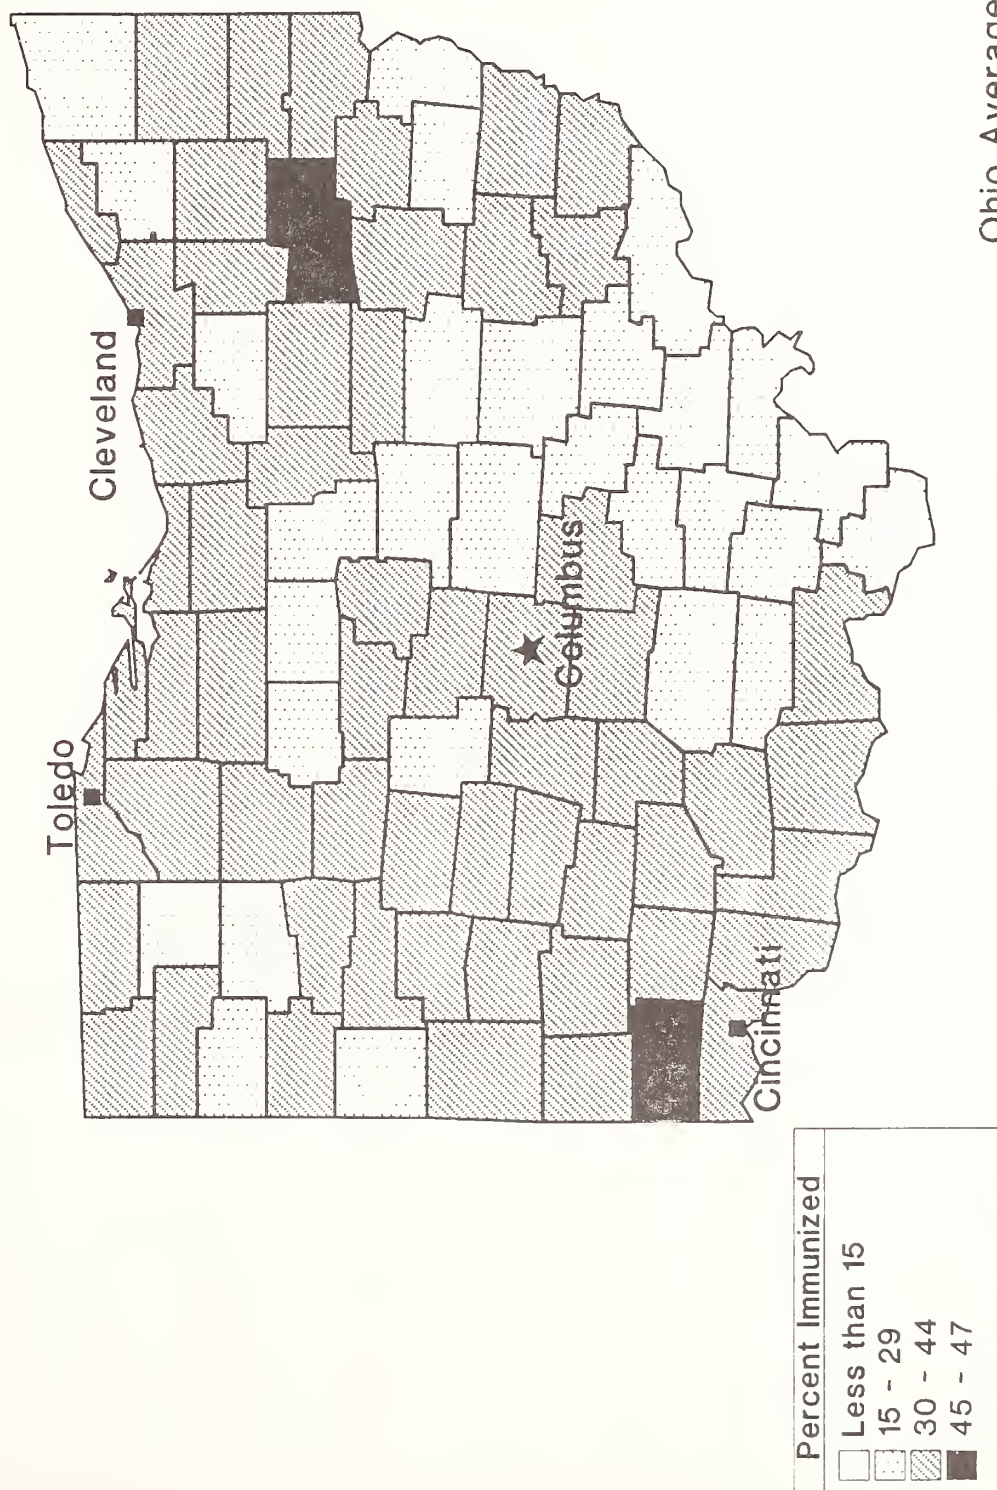 Toledo
Cleveland
Columbus
Cincinnati
Percent Immunized
Less than 15
15 - 29
30 - 44
45 - 47
Ohio Average